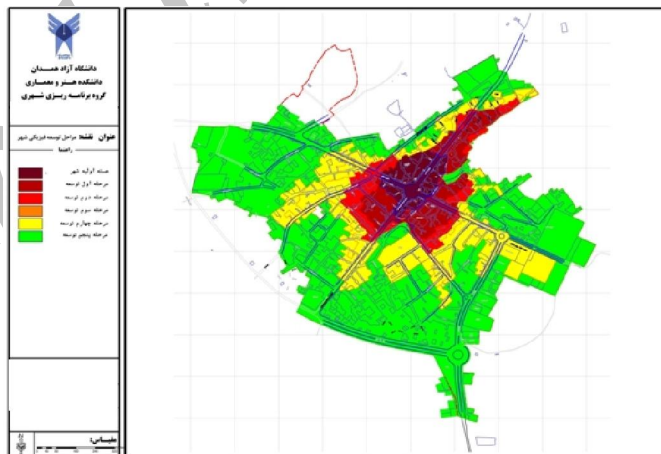 دانشگاه آزاد همدان
دانشکده هنر و معماری
گروه برنامه ریزی شهری
عنوان نقشه: مراحل توسعه فیزیکی شهر
راهنما
هسته اولیه شهر
مرحله اول توسعه
مرحله دوم توسعه
مرحله سوم توسعه
مرحله چهارم توسعه
مرحله پنجم توسعه
مقیاس: